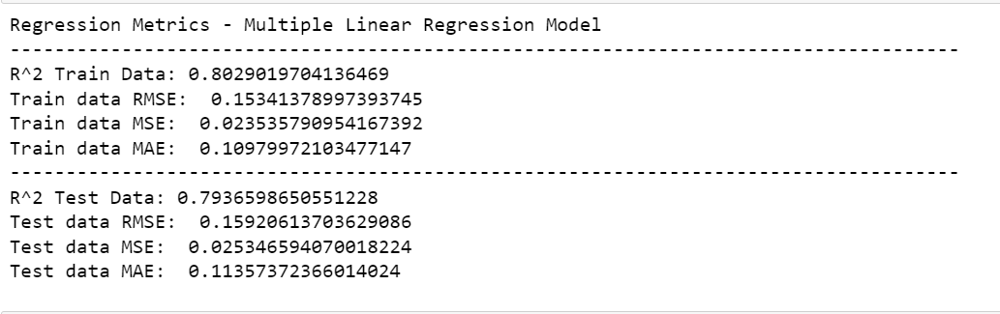 Regression Metrics - Multiple Linear Regression Model
-------------------------------------------------------------------------------------
R^2 Train Data: 0.8029019704136469
Train data RMSE:  0.15341378997393745
Train data MSE:  0.023535790954167392
Train data MAE:  0.10979972103477147
-------------------------------------------------------------------------------------
R^2 Test Data: 0.7936598650551228
Test data RMSE:  0.15920613703629086
Test data MSE:  0.025346594070018224
Test data MAE:  0.11357372366014024